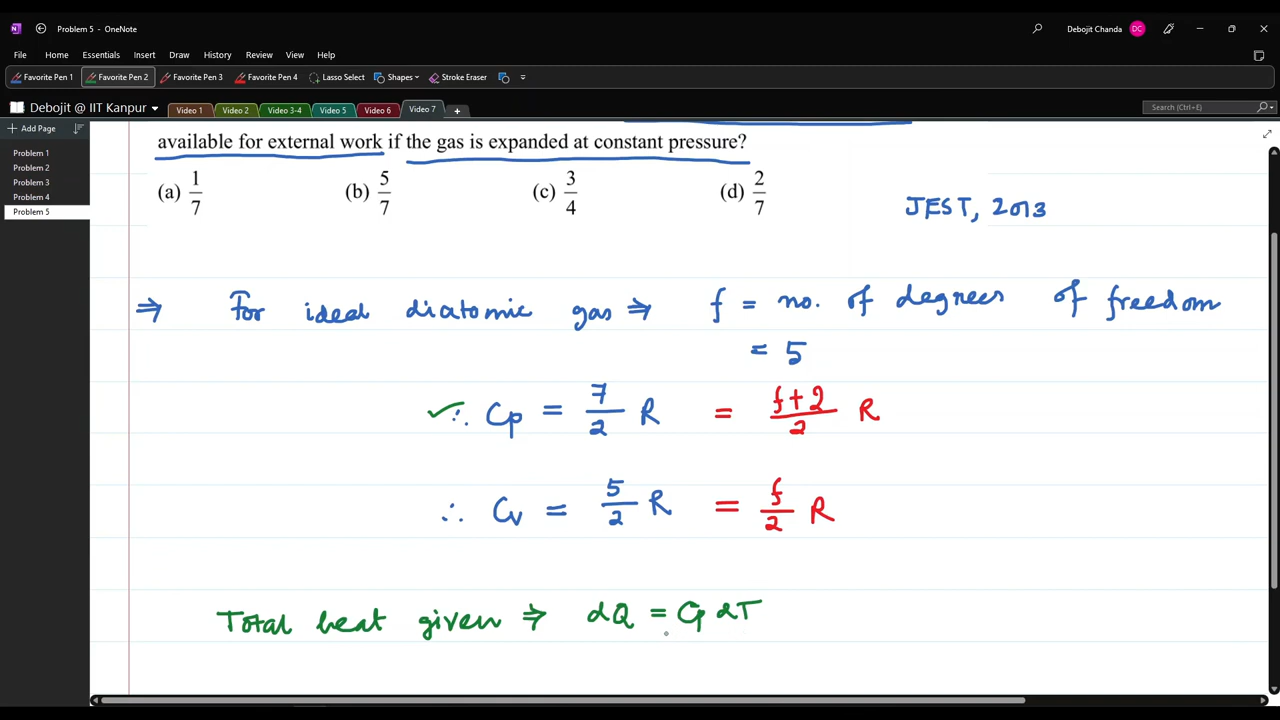 Problem 5 - OneNote
Debojit Chanda DC
File Home Essentials Insert Draw History Review View Help
Favorite Pen 1 Favorite Pen 2 Favorite Pen 3 Favorite Pen 4 Lasso Select Shapes Stroke Eraser
Debojit @ IIT Kanpur Video 1 Video 2 Video 3-4 Video 5 Video 6 Video 7 + Search (Ctrl+E)
+ Add Page
Problem 1
Problem 2
Problem 3
Problem 4
Problem 5
available for external work if the gas is expanded at constant pressure?
(a) 1/7 (b) 5/7 (c) 3/4 (d) 2/7
JEST, 2013
⇒ For ideal diatomic gas ⇒ f = no. of degrees of freedom
= 5
✓∴ Cp = 7/2 R = f+2/2 R
∴ Cv = 5/2 R = f/2 R
Total heat given ⇒ dQ = Cp dT